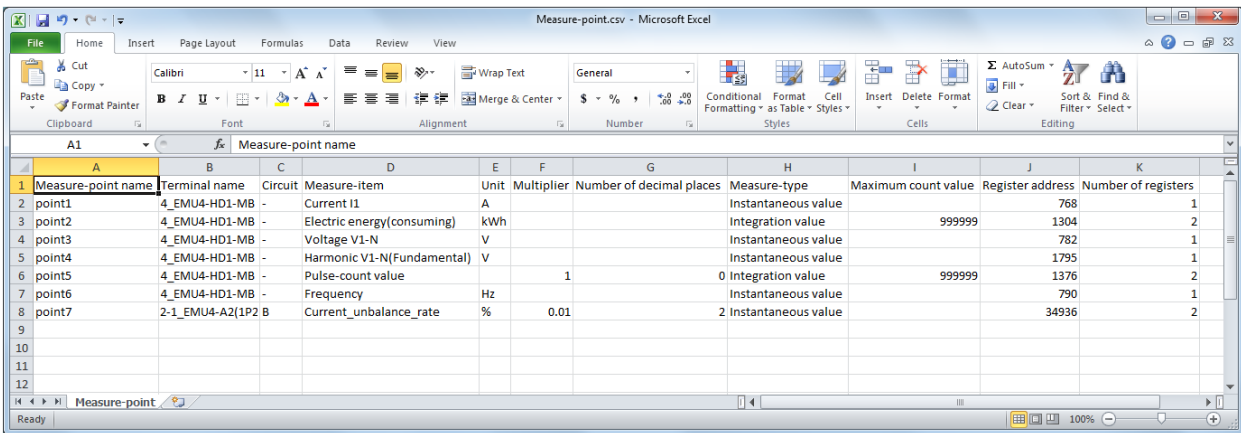 Measure-point.csv - Microsoft Excel
File Home Insert Page Layout Formulas Data Review View
Cut
Copy
Format Painter
Paste
Clipboard
Calibri 11
B I U
Font
Wrap Text
Merge & Center
Alignment
General
$ % ,
Number
Conditional Formatting
Format as Table
Cell Styles
Styles
Insert Delete Format
Cells
Σ AutoSum
Fill
Clear
Sort & Filter
Find & Select
Editing
A1 fx Measure-point name
A B C D E F G H I J K
1 Measure-point name Terminal name Circuit Measure-item Unit Multiplier Number of decimal places Measure-type Maximum count value Register address Number of registers
2 point1 4_EMU4-HD1-MB - Current I1 A Instantaneous value 768 1
3 point2 4_EMU4-HD1-MB - Electric energy(consuming) kWh Integration value 999999 1304 2
4 point3 4_EMU4-HD1-MB - Voltage V1-N V Instantaneous value 782 1
5 point4 4_EMU4-HD1-MB - Harmonic V1-N(Fundamental) V Instantaneous value 1795 1
6 point5 4_EMU4-HD1-MB - Pulse-count value 1 0 Integration value 999999 1376 2
7 point6 4_EMU4-HD1-MB - Frequency Hz Instantaneous value 790 1
8 point7 2-1_EMU4-A2(1P2 B Current_unbalance_rate % 0.01 2 Instantaneous value 34936 2
9
10
11
12
Measure-point
Ready 100%